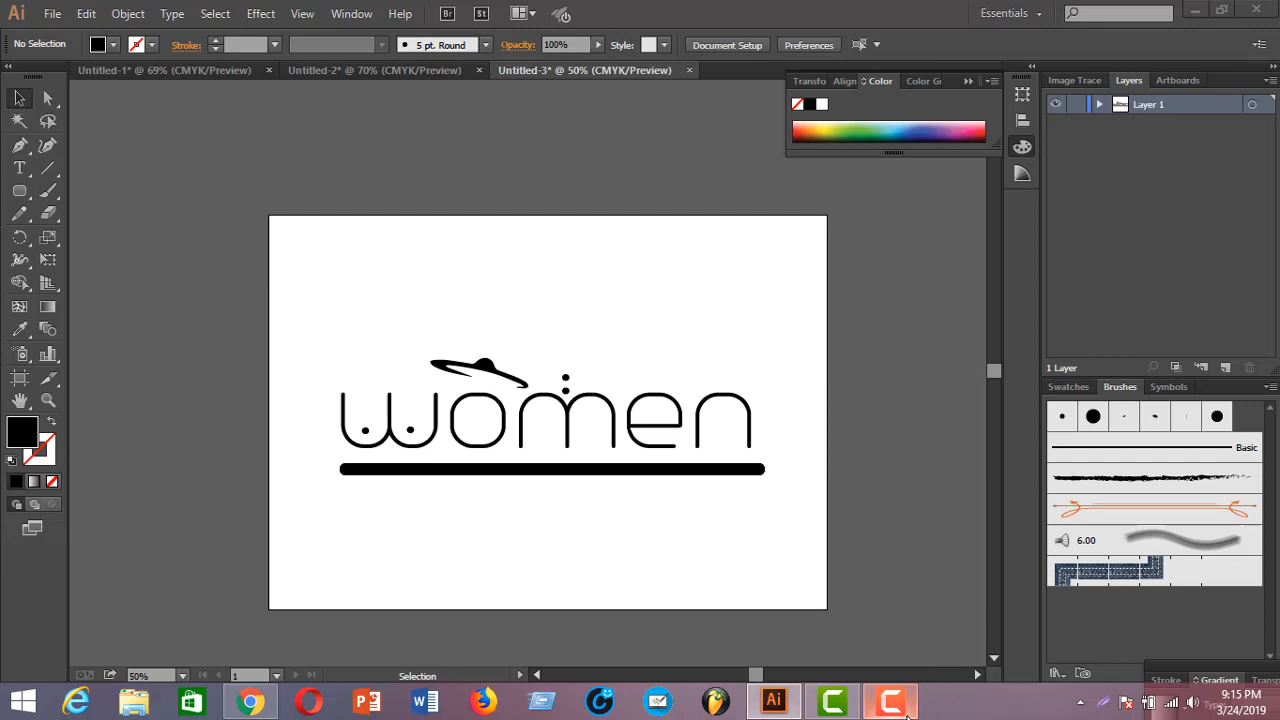 Ai File Edit Object Type Select Effect View Window Help Br St Essentials
No Selection Stroke: 5 pt. Round Opacity: 100% Style: Document Setup Preferences
Untitled-1* @ 69% (CMYK/Preview) × Untitled-2* @ 70% (CMYK/Preview) × Untitled-3* @ 50% (CMYK/Preview) ×
Transfo Align Color Color G
Image Trace Layers Artboards
Layer 1
women
1 Layer
Swatches Brushes Symbols
Basic
6.00
50% 1 Selection
Stroke Gradient Transp
9:15 PM
3/24/2019